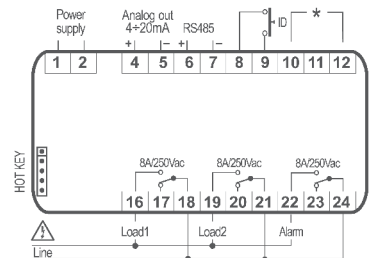 Power supply
Analog out 4÷20mA
RS485
ID
*
+ – + –
1 2 4 5 6 7 8 9 10 11 12
HOT KEY
8A/250Vac 8A/250Vac 8A/250Vac
16 17 18 19 20 21 22 23 24
Load1 Load2 Alarm
Line